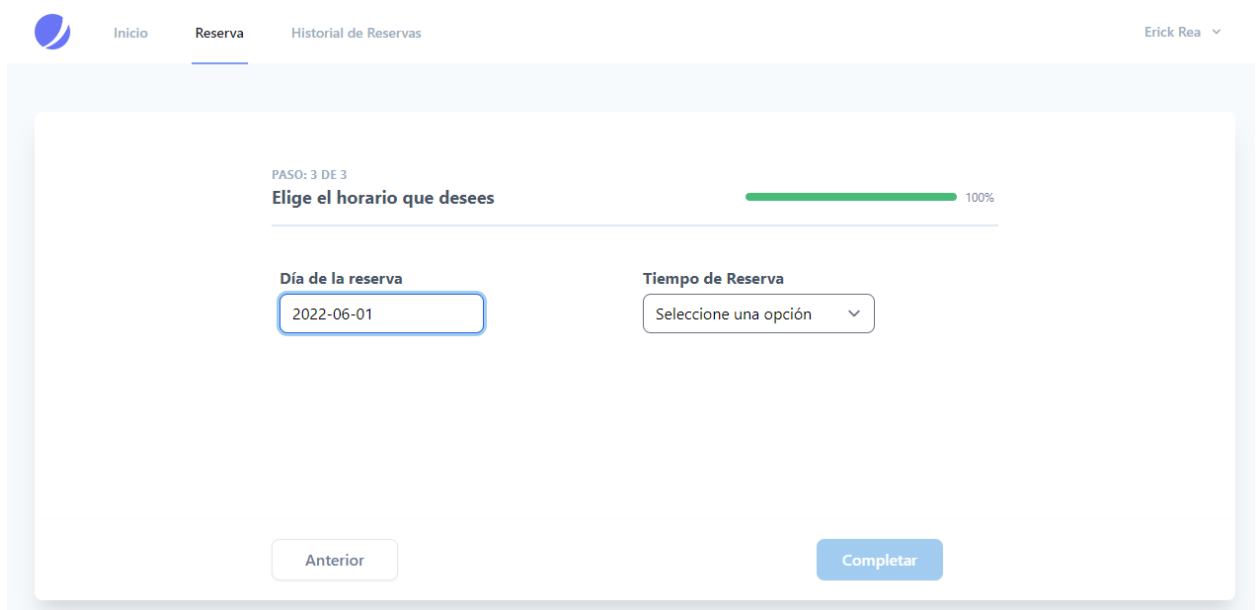 Inicio Reserva Historial de Reservas Erick Rea
PASO: 3 DE 3
Elige el horario que desees 100%
Día de la reserva Tiempo de Reserva
2022-06-01 Seleccione una opción
Anterior Completar